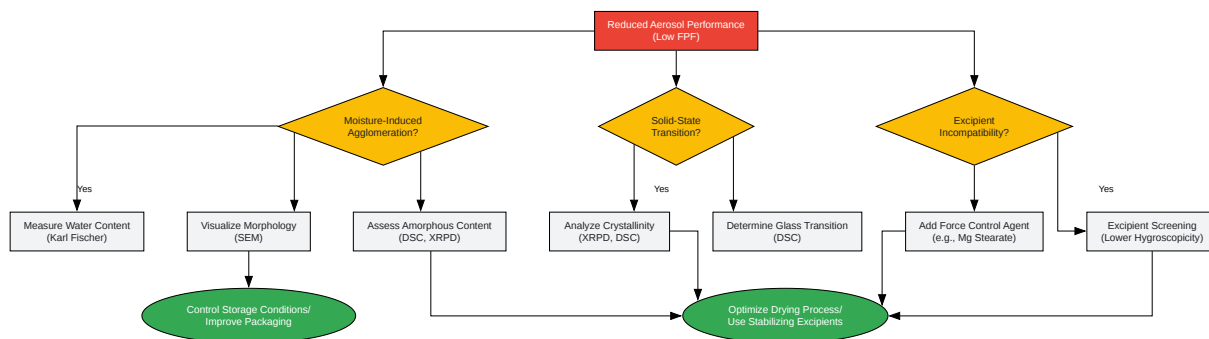 Reduced Aerosol Performance
(Low FPF)
Moisture-Induced
Agglomeration?
Solid-State
Transition?
Excipient
Incompatibility?
Yes
Yes
Yes
Measure Water Content
(Karl Fischer)
Visualize Morphology
(SEM)
Assess Amorphous Content
(DSC, XRPD)
Analyze Crystallinity
(XRPD, DSC)
Determine Glass Transition
(DSC)
Add Force Control Agent
(e.g., Mg Stearate)
Excipient Screening
(Lower Hygroscopicity)
Control Storage Conditions/
Improve Packaging
Optimize Drying Process/
Use Stabilizing Excipients